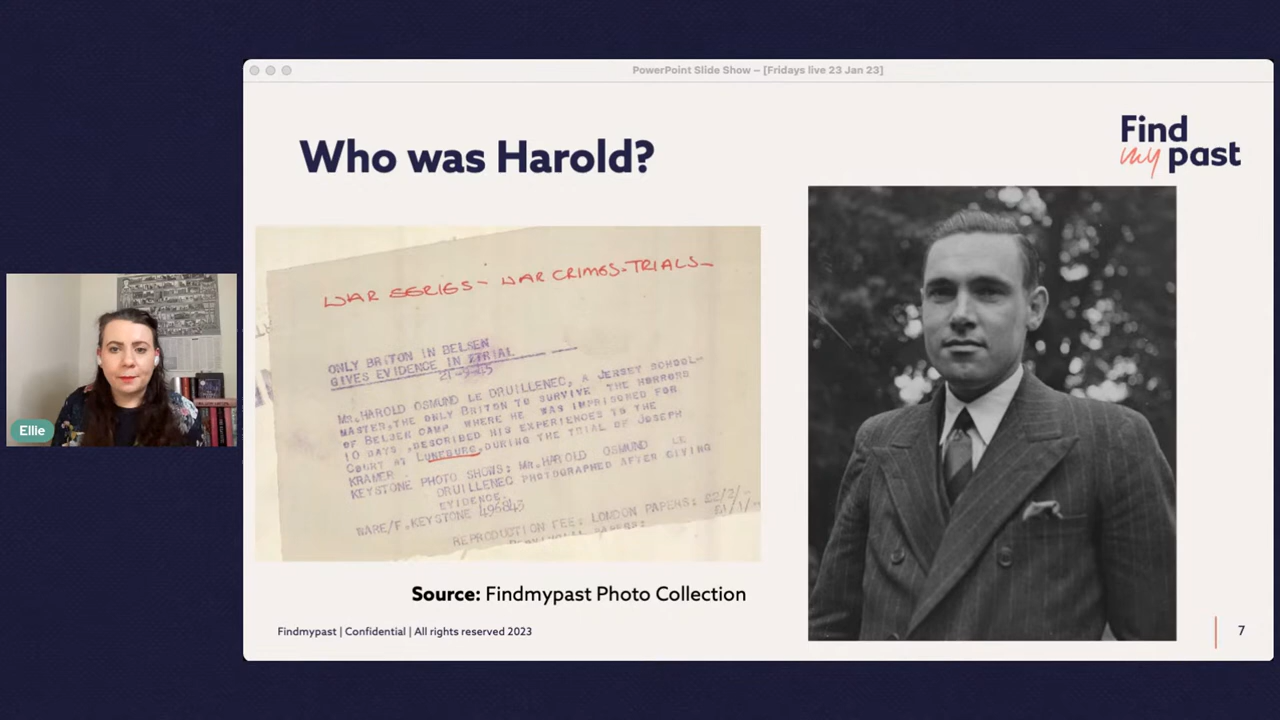 PowerPoint Slide Show – [Fridays live 23 Jan 23]
Find
my past
Who was Harold?
WAR SERIES - WAR CRIMES-TRIALS-
ONLY BRITON IN BELSEN
GIVES EVIDENCE IN TRIAL
MR. HAROLD OSMUND LE DRUILLENEC, A JERSEY SCHOOL-
MASTER, THE ONLY BRITON TO SURVIVE THE HORRORS
OF BELSEN CAMP WHERE HE WAS IMPRISONED FOR
10 DAYS, DESCRIBED HIS EXPERIENCES TO THE
COURT AT LUNEBURG, DURING THE TRIAL OF JOSEPH
KRAMER.
KEYSTONE PHOTO SHOWS: MR. HAROLD OSMUND LE
DRUILLENEC PHOTOGRAPHED AFTER GIVING
EVIDENCE.
WARE/F. KEYSTONE 495843
REPRODUCTION FEE: LONDON PAPERS:
Ellie
Source: Findmypast Photo Collection
Findmypast | Confidential | All rights reserved 2023
7